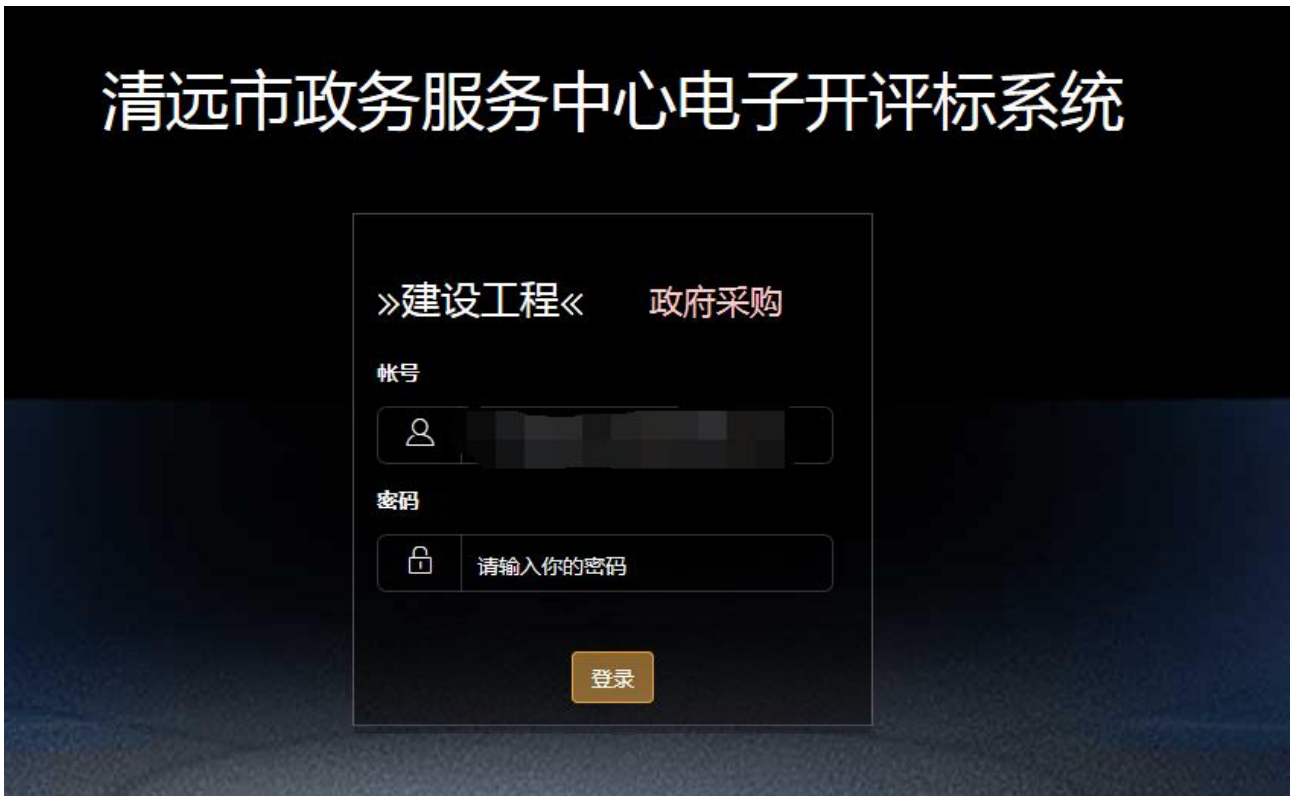 清远市政务服务中心电子开评标系统
»建设工程« 政府采购
帐号
密码
请输入你的密码
登录